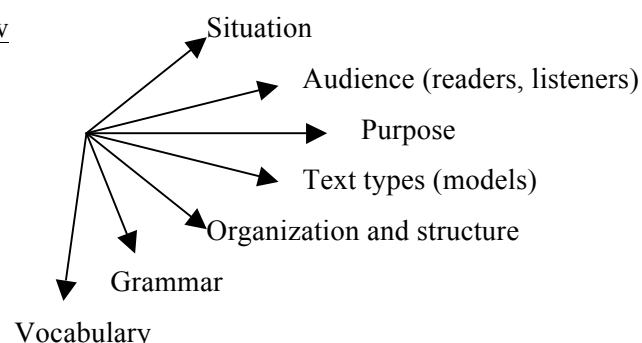 Situation
Audience (readers, listeners)
Purpose
Text types (models)
Organization and structure
Grammar
Vocabulary